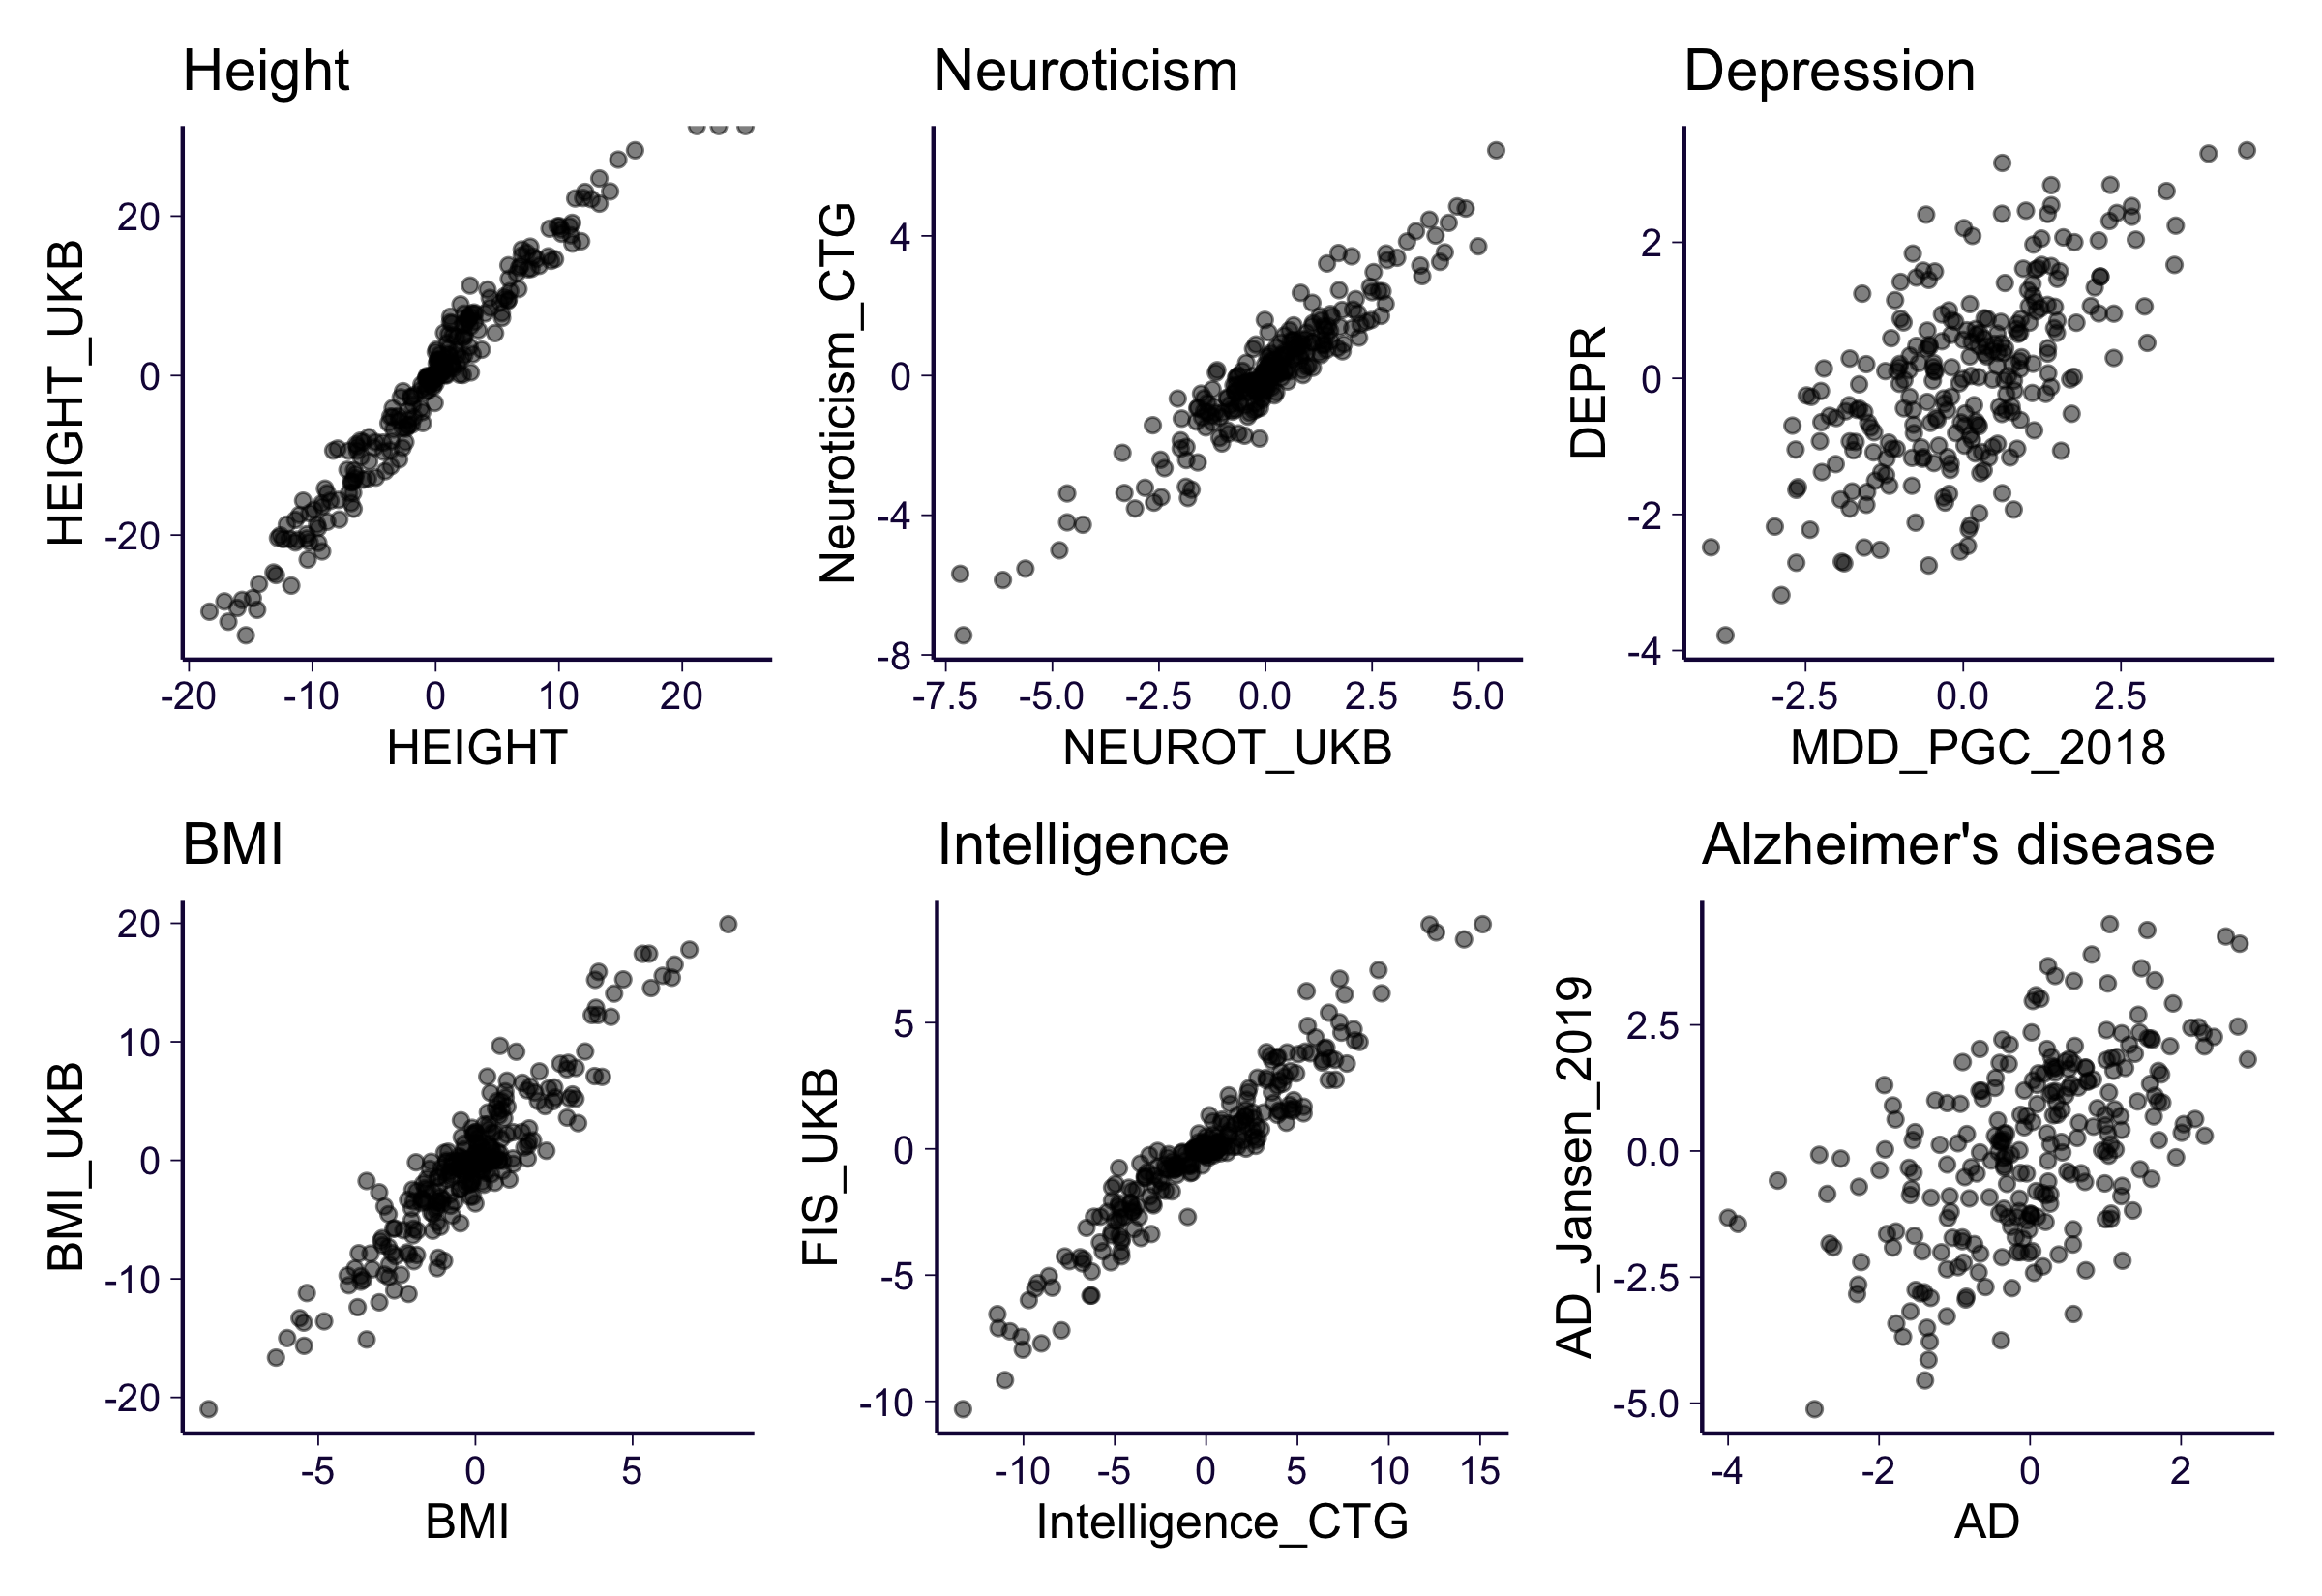 Height
HEIGHT_UKB
20
0
-20
-20 -10 0 10 20
HEIGHT
Neuroticism
Neuroticism_CTG
4
0
-4
-8
-7.5 -5.0 -2.5 0.0 2.5 5.0
NEUROT_UKB
Depression
DEPR
2
0
-2
-4
-2.5 0.0 2.5
MDD_PGC_2018
BMI
BMI_UKB
20
10
0
-10
-20
-5 0 5
BMI
Intelligence
FIS_UKB
5
0
-5
-10
-10 -5 0 5 10 15
Intelligence_CTG
Alzheimer's disease
AD_Jansen_2019
2.5
0.0
-2.5
-5.0
-4 -2 0 2
AD